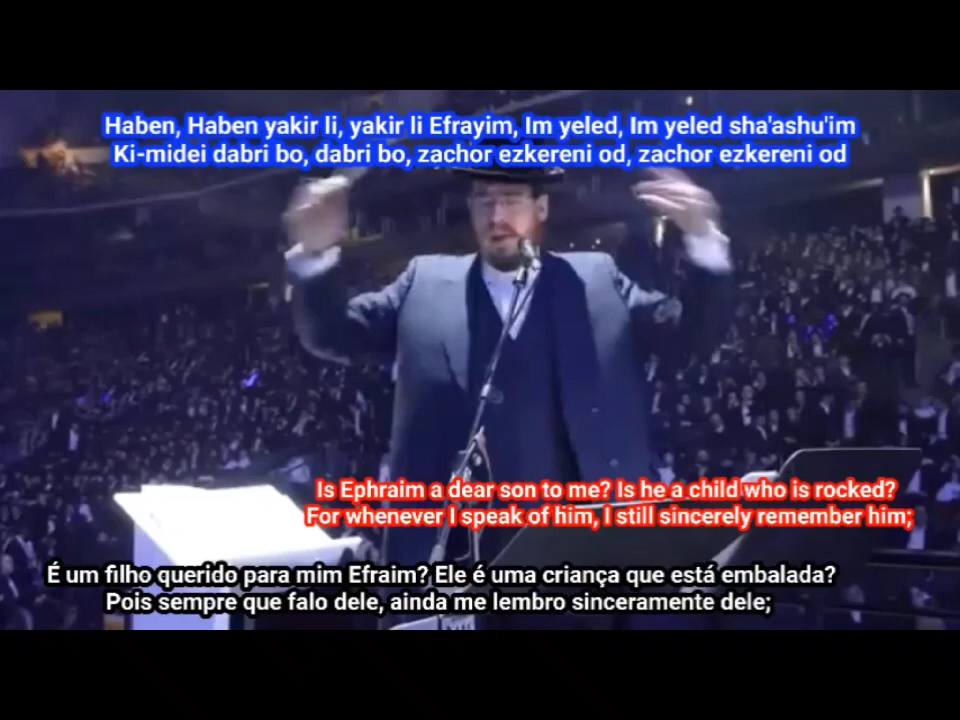 Haben, Haben yakir li, yakir li Efrayim, Im yeled, Im yeled sha'ashu'im
Ki-midei dabri bo, dabri bo, zachor ezkereni od, zachor ezkereni od
Is Ephraim a dear son to me? Is he a child who is rocked?
For whenever I speak of him, I still sincerely remember him;
É um filho querido para mim Efraim? Ele é uma criança que está embalada?
Pois sempre que falo dele, ainda me lembro sinceramente dele;